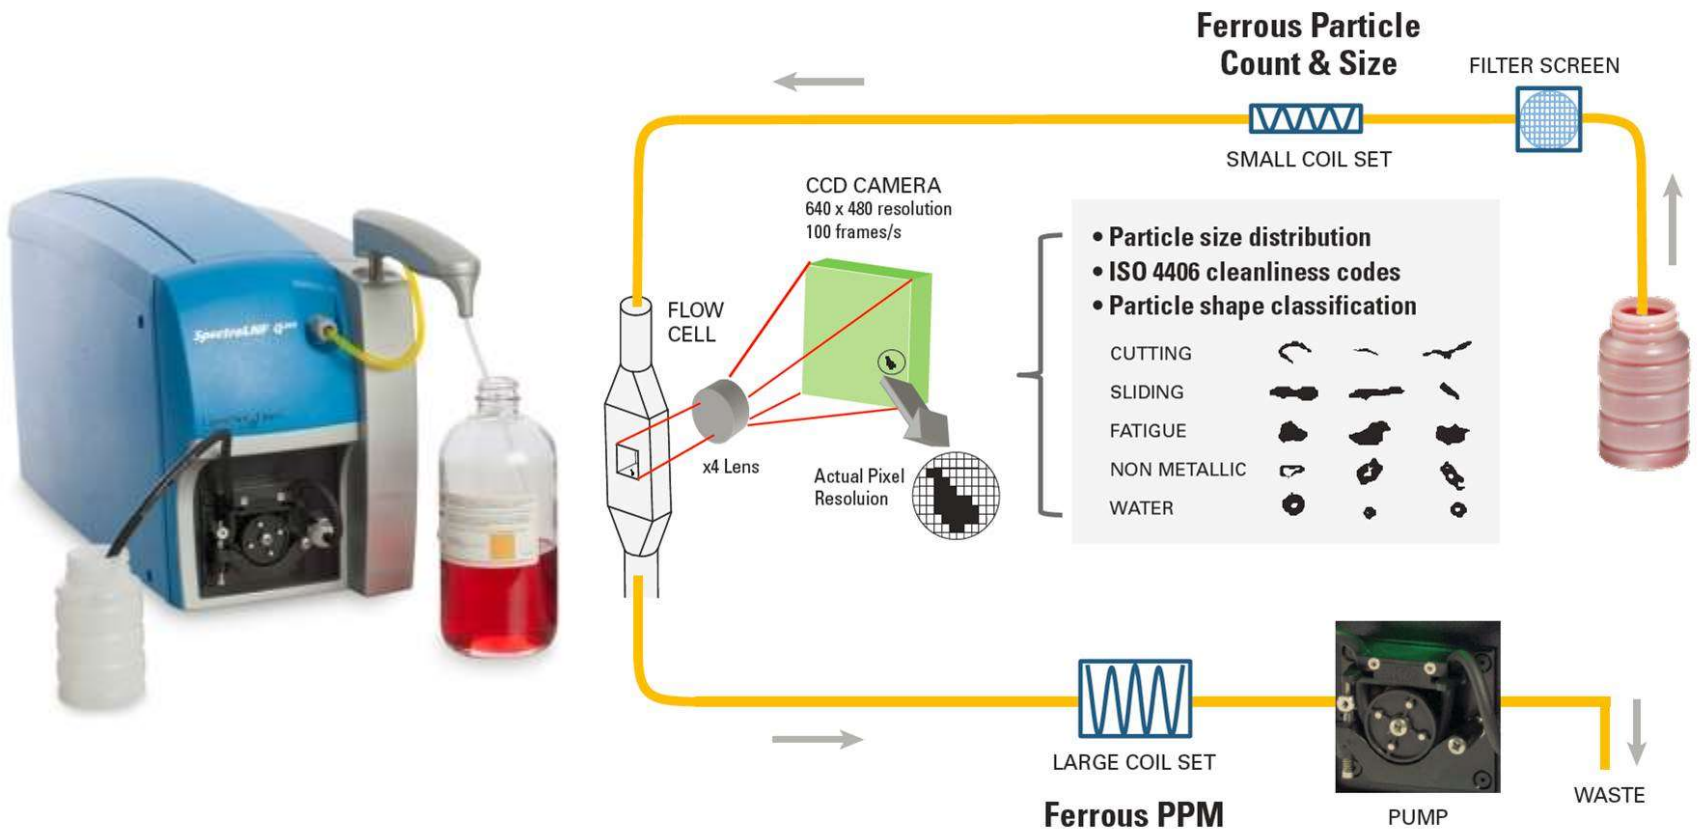 Ferrous Particle
Count & Size
FILTER SCREEN
SMALL COIL SET
CCD CAMERA
640 x 480 resolution
100 frames/s
FLOW
CELL
x4 Lens
Actual Pixel
Resoluion
• Particle size distribution
• ISO 4406 cleanliness codes
• Particle shape classification
CUTTING
SLIDING
FATIGUE
NON METALLIC
WATER
SpectroLNF
LARGE COIL SET
Ferrous PPM
PUMP
WASTE